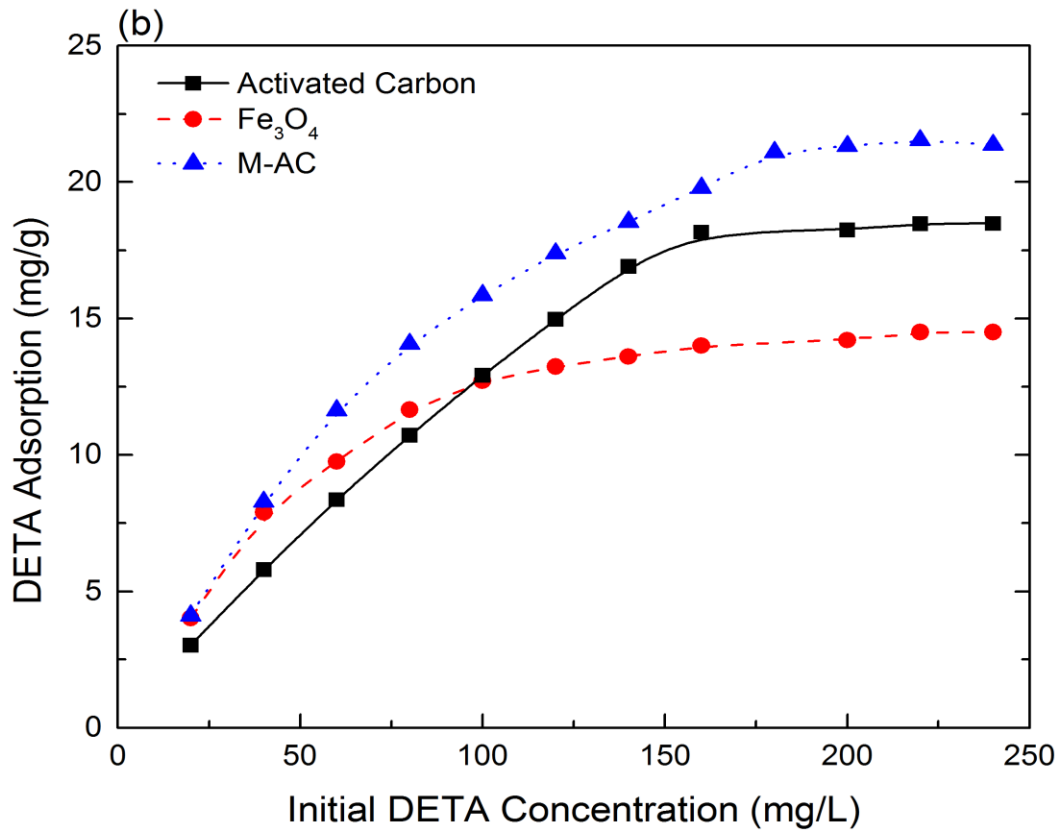 (b)
25
20
15
10
5
0
DETA Adsorption (mg/g)
Activated Carbon
Fe₃O₄
M-AC
0 50 100 150 200 250
Initial DETA Concentration (mg/L)